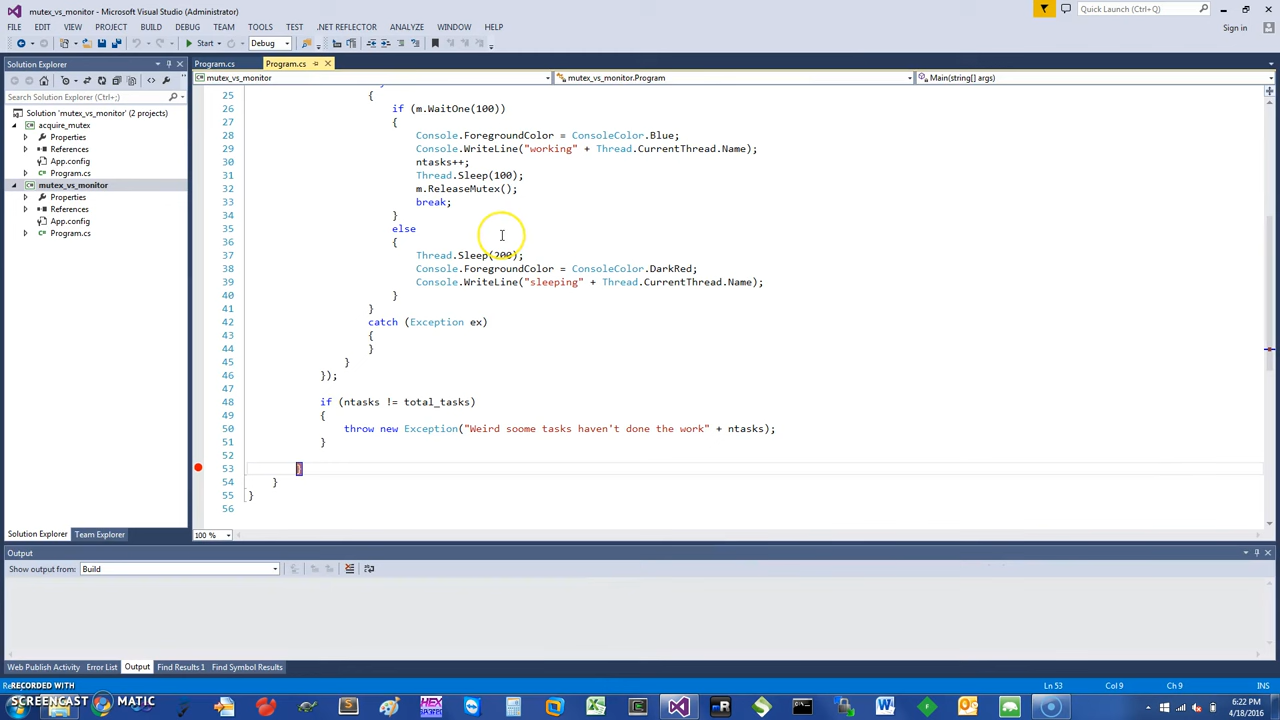 mutex_vs_monitor - Microsoft Visual Studio (Administrator)
Quick Launch (Ctrl+;)
FILE EDIT VIEW PROJECT BUILD DEBUG TEAM TOOLS TEST .NET REFLECTOR ANALYZE WINDOW HELP
Sign in
Start Debug
Solution Explorer
Program.cs Program.cs
mutex_vs_monitor mutex_vs_monitor.Program Main(string[] args)
Search Solution Explorer (Ctrl+;)
Solution 'mutex_vs_monitor' (2 projects)
acquire_mutex
Properties
References
App.config
Program.cs
mutex_vs_monitor
Properties
References
App.config
Program.cs
Solution Explorer Team Explorer
25 {
26 if (m.WaitOne(100))
27 {
28 Console.ForegroundColor = ConsoleColor.Blue;
29 Console.WriteLine("working" + Thread.CurrentThread.Name);
30 ntasks++;
31 Thread.Sleep(100);
32 m.ReleaseMutex();
33 break;
34 }
35 else
36 {
37 Thread.Sleep(200);
38 Console.ForegroundColor = ConsoleColor.DarkRed;
39 Console.WriteLine("sleeping" + Thread.CurrentThread.Name);
40 }
41 }
42 catch (Exception ex)
43 {
44 }
45 }
46 });
47
48 if (ntasks != total_tasks)
49 {
50 throw new Exception("Weird soome tasks haven't done the work" + ntasks);
51 }
52
53 }
54 }
55 }
56
100 %
Output
Show output from: Build
Web Publish Activity Error List Output Find Results 1 Find Symbol Results
Ln 53 Col 9 Ch 9 INS
RECORDED WITH
SCREENCAST MATIC
HEX
6:22 PM
4/18/2016